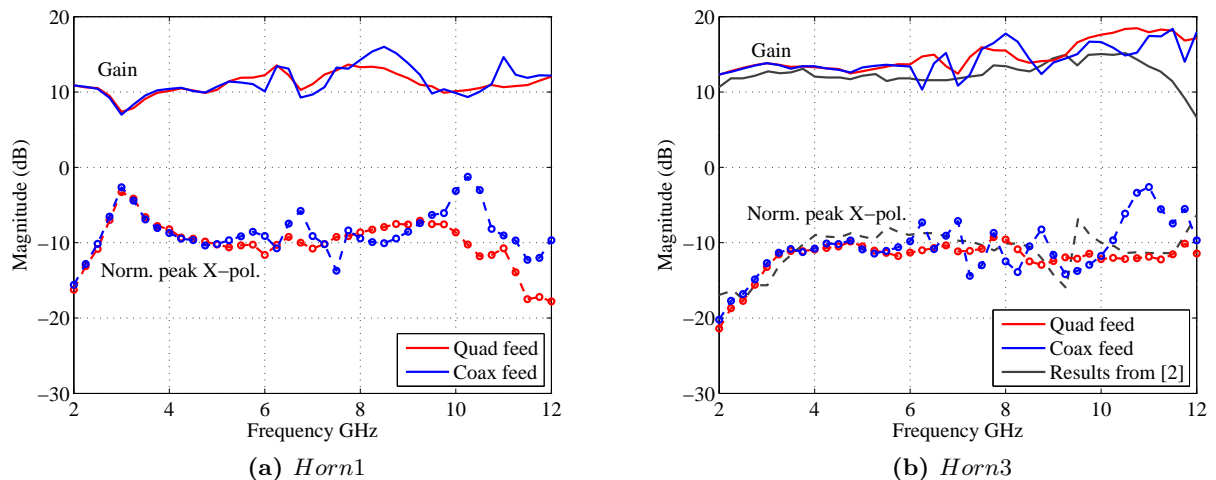 20
10
0
−10
−20
−30
Magnitude (dB)
Gain
Norm. peak X−pol.
Quad feed
Coax feed
2 4 6 8 10 12
Frequency GHz
(a) Horn1
20
10
0
−10
−20
−30
Magnitude (dB)
Gain
Norm. peak X−pol.
Quad feed
Coax feed
Results from [2]
2 4 6 8 10 12
Frequency GHz
(b) Horn3